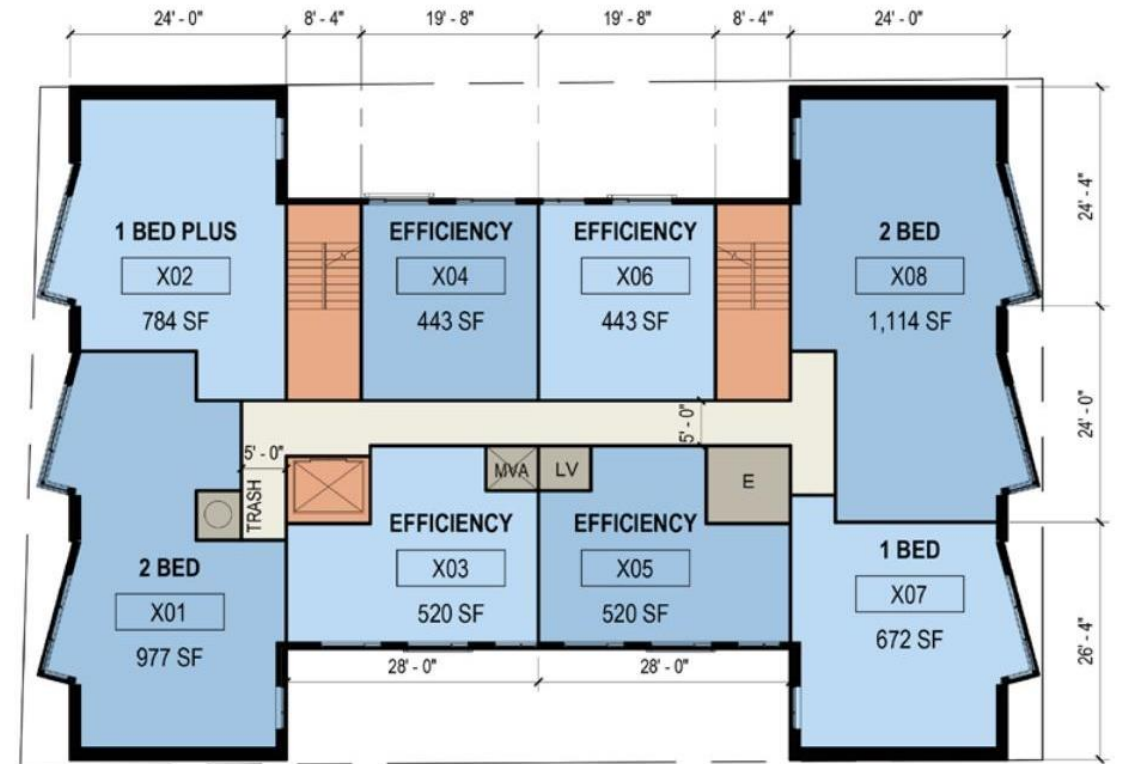 24' - 0"
8' - 4"
19' - 8"
19' - 8"
8' - 4"
24' - 0"
24' - 4"
1 BED PLUS
X02
784 SF
EFFICIENCY
X04
443 SF
EFFICIENCY
X06
443 SF
2 BED
X08
1,114 SF
24' - 0"
5' - 0"
5' - 0"
TRASH
MVA
LV
E
2 BED
X01
977 SF
EFFICIENCY
X03
520 SF
EFFICIENCY
X05
520 SF
1 BED
X07
672 SF
26' - 4"
28' - 0"
28' - 0"